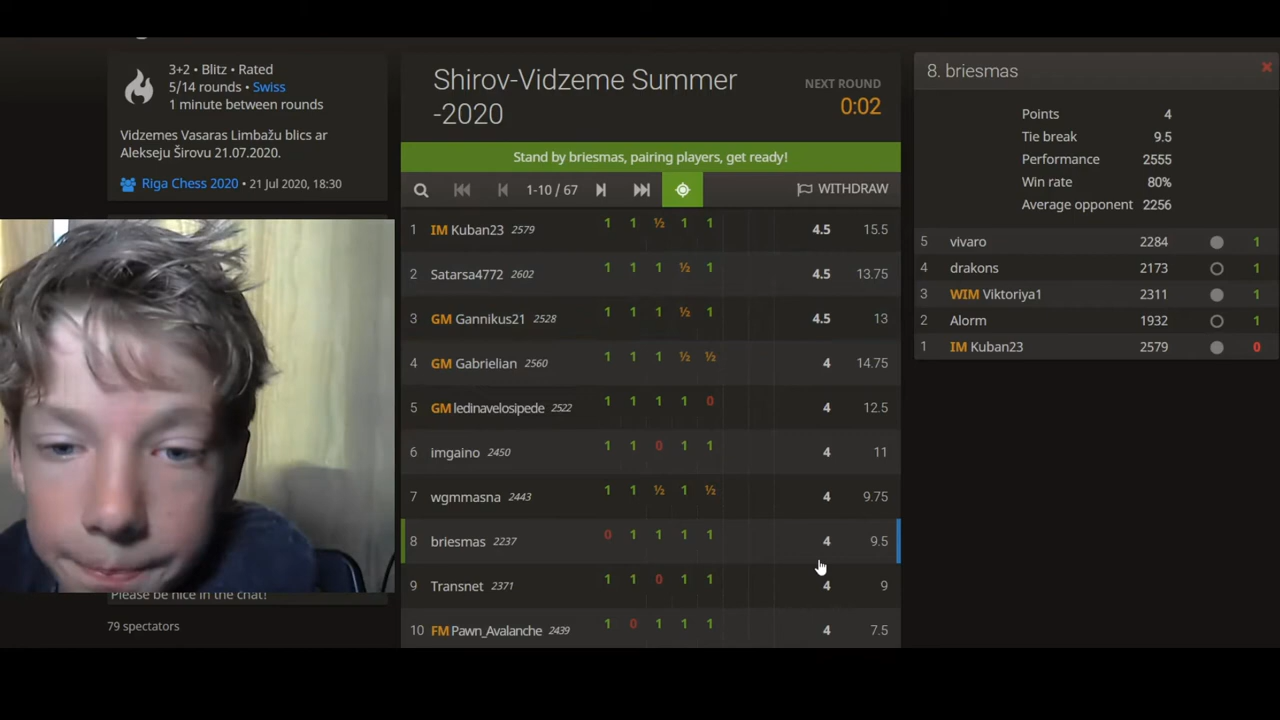 3+2 • Blitz • Rated
5/14 rounds • Swiss
1 minute between rounds
Vidzemes Vasaras Limbažu blics ar
Alekseju Širovu 21.07.2020.
Riga Chess 2020 • 21 Jul 2020, 18:30
Please be nice in the chat!
79 spectators
Shirov-Vidzeme Summer
-2020
NEXT ROUND
0:02
Stand by briesmas, pairing players, get ready!
1-10 / 67 WITHDRAW
1 IM Kuban23 2579 1 1 ½ 1 1 4.5 15.5
2 Satarsa4772 2602 1 1 1 ½ 1 4.5 13.75
3 GM Gannikus21 2528 1 1 1 ½ 1 4.5 13
4 GM Gabrielian 2560 1 1 1 ½ ½ 4 14.75
5 GM ledinavelosipede 2522 1 1 1 1 0 4 12.5
6 imgaino 2450 1 1 0 1 1 4 11
7 wgmmasna 2443 1 1 ½ 1 ½ 4 9.75
8 briesmas 2237 0 1 1 1 1 4 9.5
9 Transnet 2371 1 1 0 1 1 4 9
10 FM Pawn_Avalanche 2439 1 0 1 1 1 4 7.5
8. briesmas
Points 4
Tie break 9.5
Performance 2555
Win rate 80%
Average opponent 2256
5 vivaro 2284 1
4 drakons 2173 1
3 WIM Viktoriya1 2311 1
2 Alorm 1932 1
1 IM Kuban23 2579 0